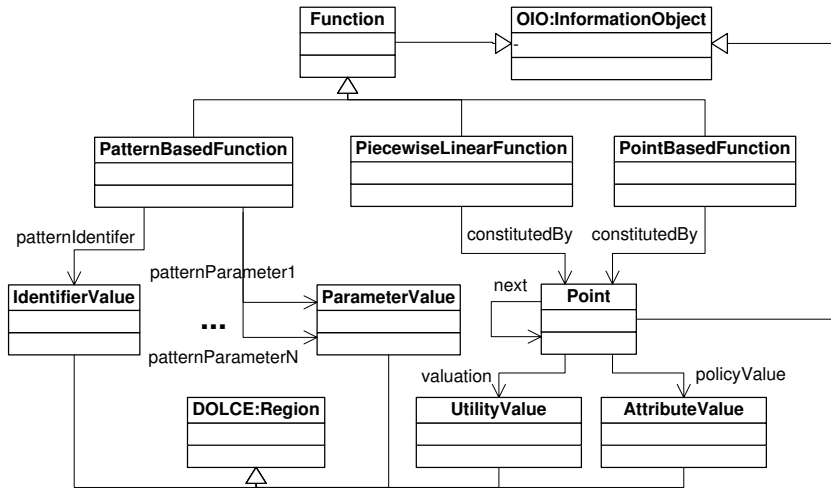 Function
OIO:InformationObject
-
PatternBasedFunction
PiecewiseLinearFunction
PointBasedFunction
patternIdentifer
constitutedBy
constitutedBy
patternParameter1
next
IdentifierValue
ParameterValue
Point
...
patternParameterN
valuation
policyValue
DOLCE:Region
UtilityValue
AttributeValue